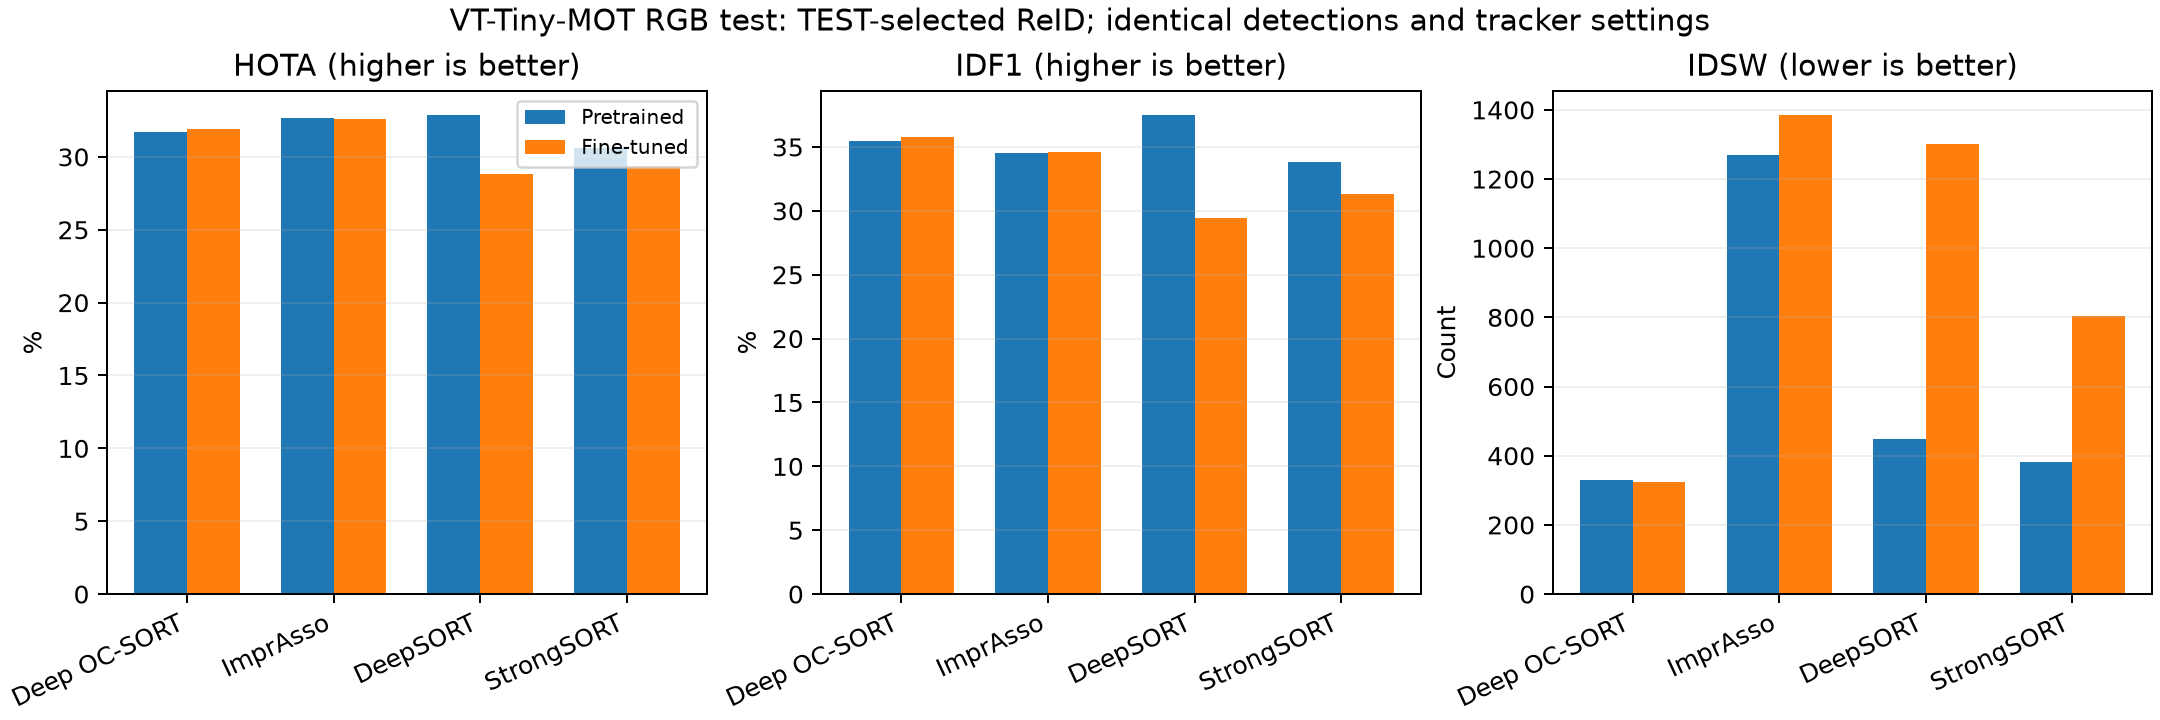 VT-Tiny-MOT RGB test: TEST-selected ReID; identical detections and tracker settings
HOTA (higher is better)
%
30
25
20
15
10
5
0
Pretrained
Fine-tuned
Deep OC-SORT
ImprAsso
DeepSORT
StrongSORT
IDF1 (higher is better)
%
35
30
25
20
15
10
5
0
Deep OC-SORT
ImprAsso
DeepSORT
StrongSORT
IDSW (lower is better)
Count
1400
1200
1000
800
600
400
200
0
Deep OC-SORT
ImprAsso
DeepSORT
StrongSORT